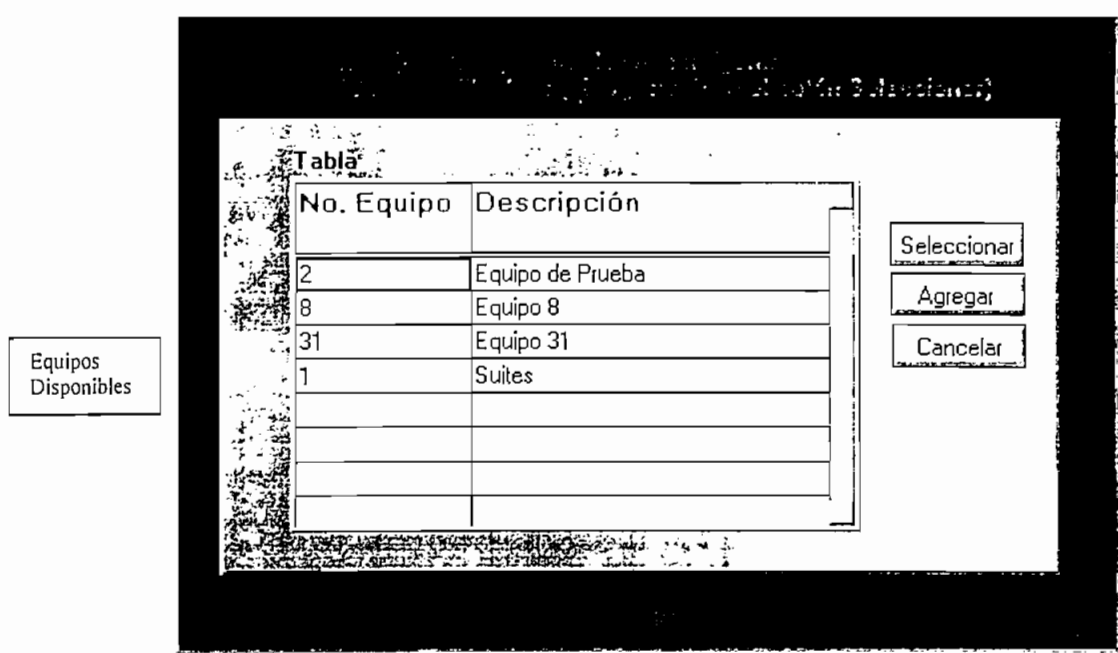 Tabla
No. Equipo Descripción
2 Equipo de Prueba
8 Equipo 8
31 Equipo 31
1 Suites
Seleccionar
Agregar
Cancelar
Equipos
Disponibles